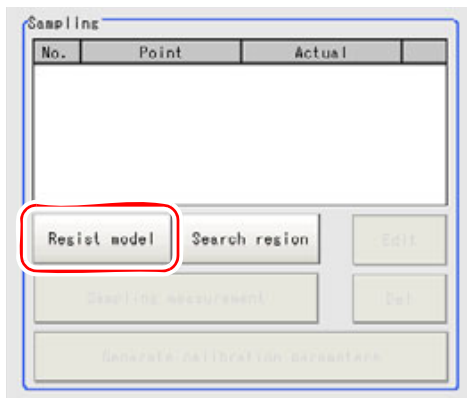 Sampling
No. Point Actual
Regist model Search region Edit
Sampling measurement Del
Generate calibration parameters